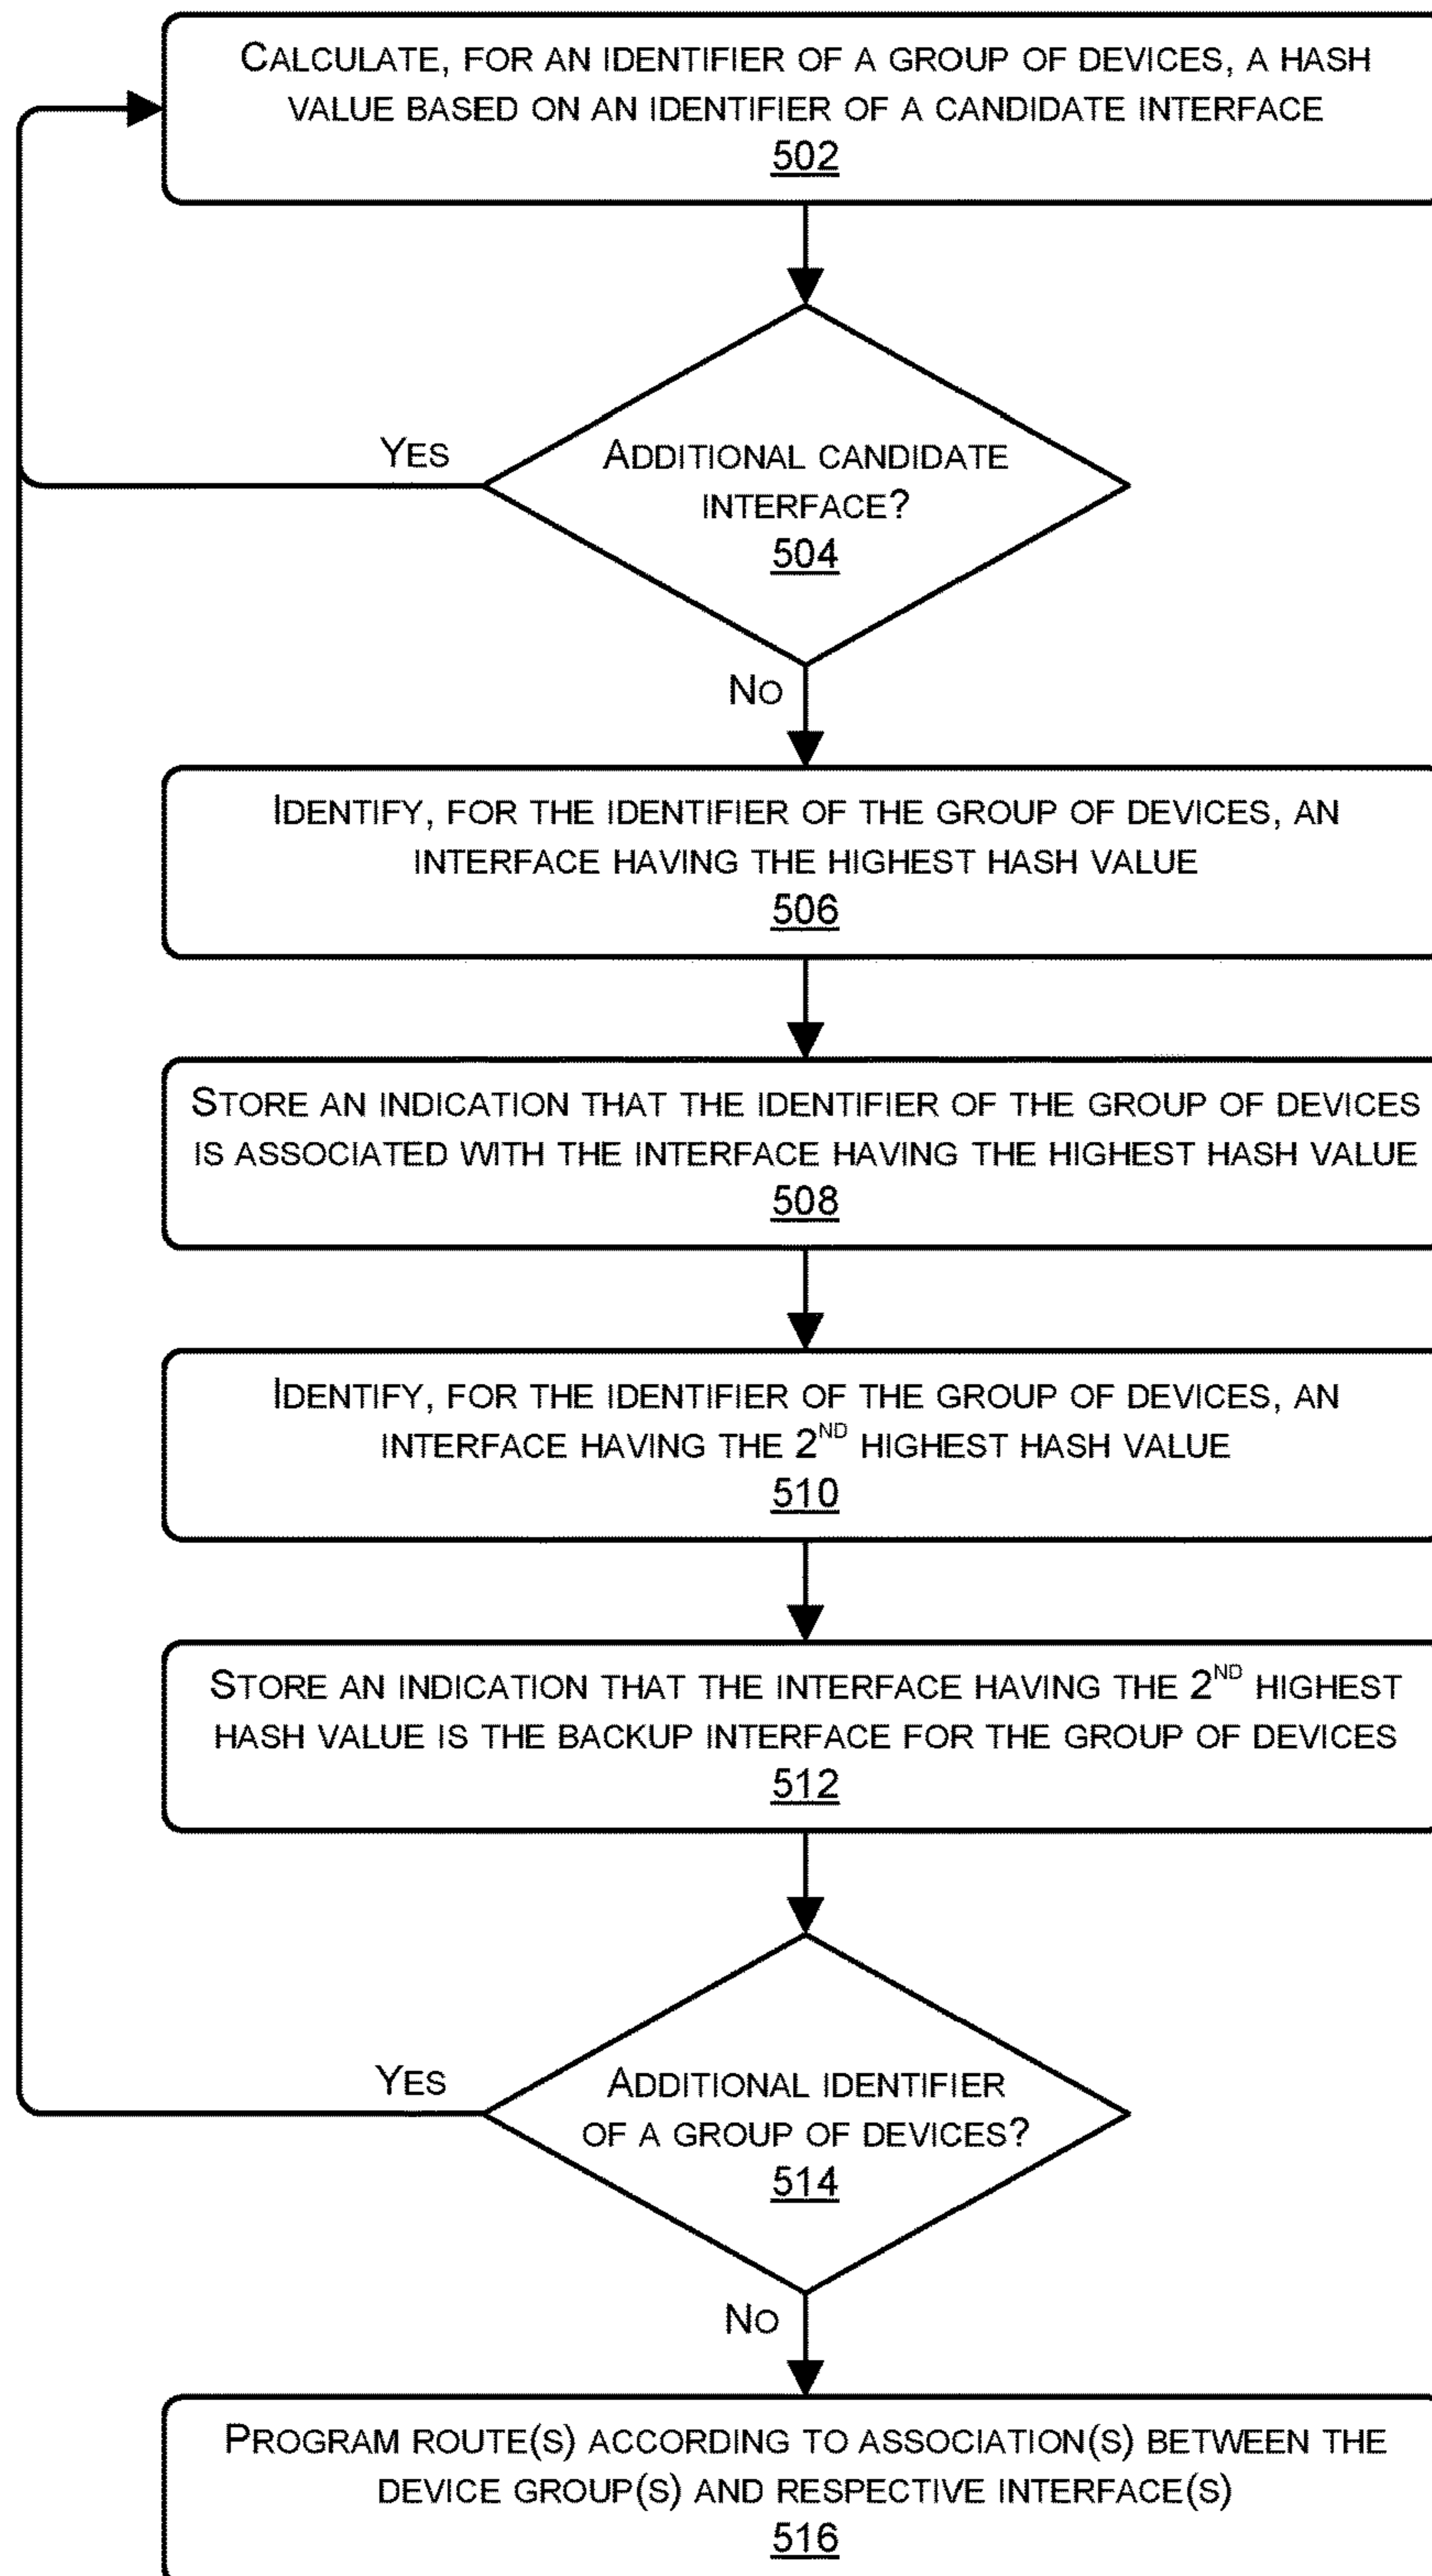 CALCULATE, FOR AN IDENTIFIER OF A GROUP OF DEVICES, A HASH
VALUE BASED ON AN IDENTIFIER OF A CANDIDATE INTERFACE
502
YES
ADDITIONAL CANDIDATE
INTERFACE?
504
NO
IDENTIFY, FOR THE IDENTIFIER OF THE GROUP OF DEVICES, AN
INTERFACE HAVING THE HIGHEST HASH VALUE
506
STORE AN INDICATION THAT THE IDENTIFIER OF THE GROUP OF DEVICES
IS ASSOCIATED WITH THE INTERFACE HAVING THE HIGHEST HASH VALUE
508
IDENTIFY, FOR THE IDENTIFIER OF THE GROUP OF DEVICES, AN
INTERFACE HAVING THE 2ND HIGHEST HASH VALUE
510
STORE AN INDICATION THAT THE INTERFACE HAVING THE 2ND HIGHEST
HASH VALUE IS THE BACKUP INTERFACE FOR THE GROUP OF DEVICES
512
YES
ADDITIONAL IDENTIFIER
OF A GROUP OF DEVICES?
514
NO
PROGRAM ROUTE(S) ACCORDING TO ASSOCIATION(S) BETWEEN THE
DEVICE GROUP(S) AND RESPECTIVE INTERFACE(S)
516